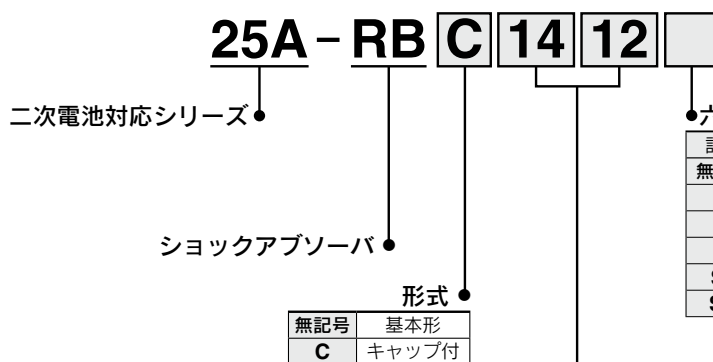 25A-RB C 14 12
二次電池対応シリーズ
ショックアブソーバ
形式
無記号 基本形
C キャップ付